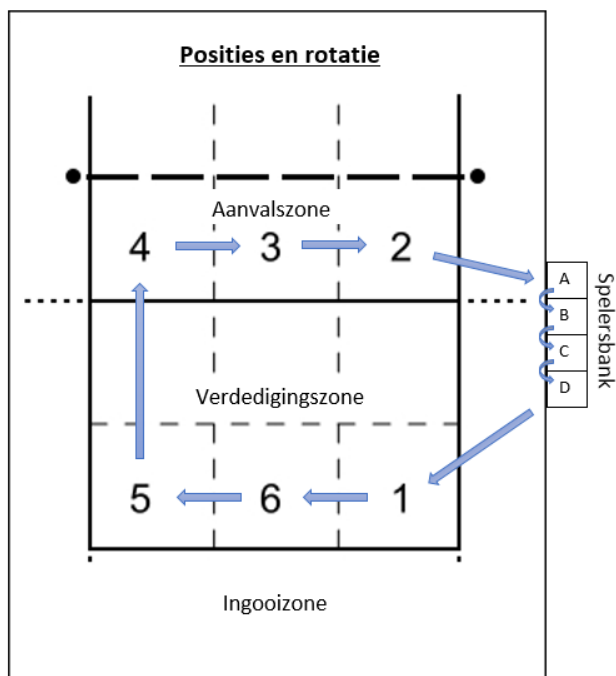 Posities en rotatie
Aanvalszone
4 3 2
A
B
C
D
Spelersbank
Verdedigingszone
5 6 1
Ingooizone